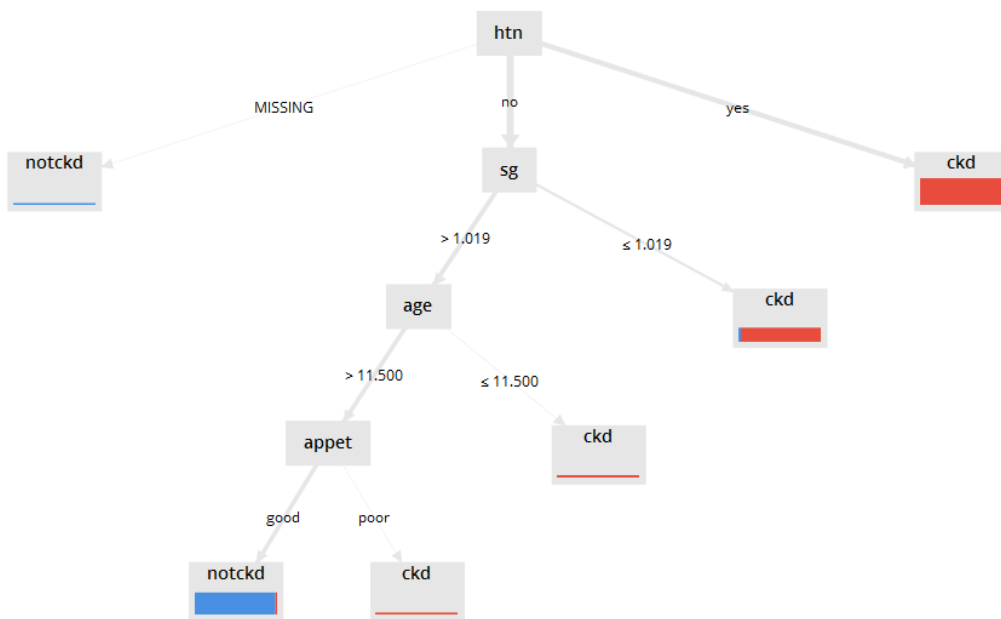 htn
MISSING
no
yes
notckd
sg
ckd
> 1.019
≤ 1.019
age
ckd
> 11.500
≤ 11.500
appet
ckd
good
poor
notckd
ckd